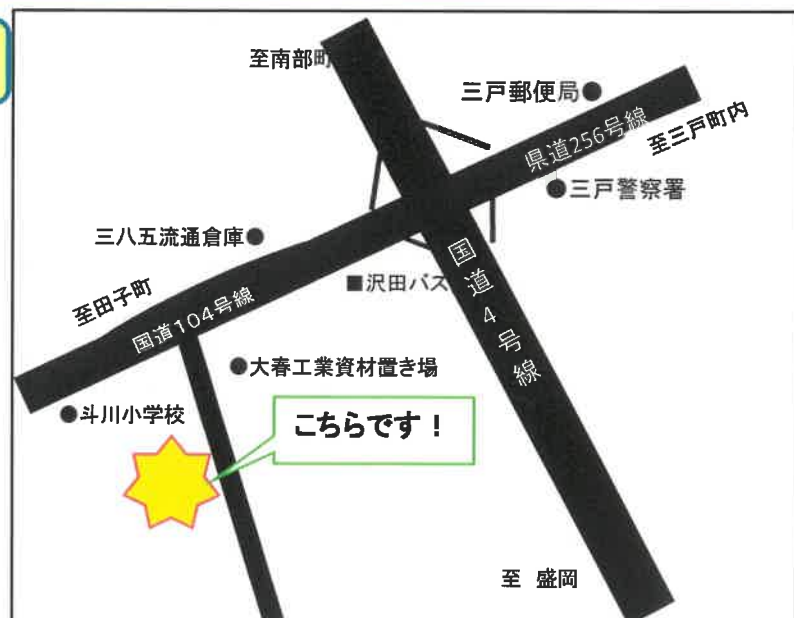 至南部町
三戸郵便局
県道256号線
至三戸町内
三戸警察署
三八五流通倉庫
沢田バス
国道4号線
至田子町
国道104号線
大春工業資材置き場
斗川小学校
こちらです！
至 盛岡